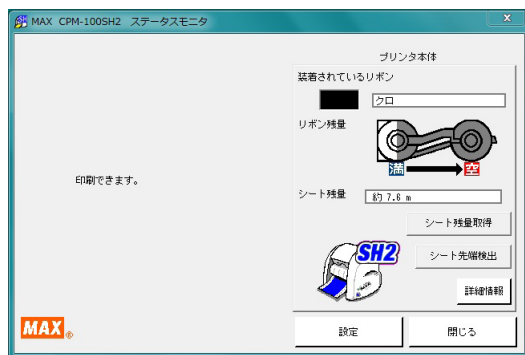 MAX CPM-100SH2 ステータスモニタ
プリンタ本体
装着されているリボン
クロ
リボン残量
満
空
印刷できます。
シート残量
約 7.6 m
シート残量取得
SH2
シート先端検出
詳細情報
MAX®
設定
閉じる